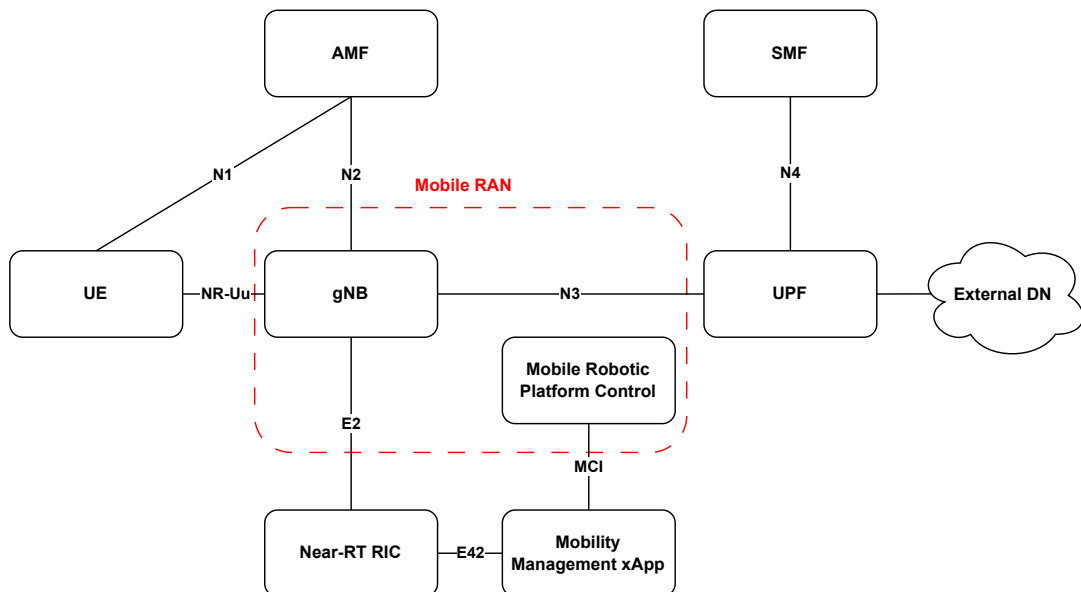 AMF
SMF
N1
N2
N4
Mobile RAN
UE
NR-Uu
gNB
N3
UPF
External DN
Mobile Robotic
Platform Control
E2
MCI
Near-RT RIC
E42
Mobility
Management xApp